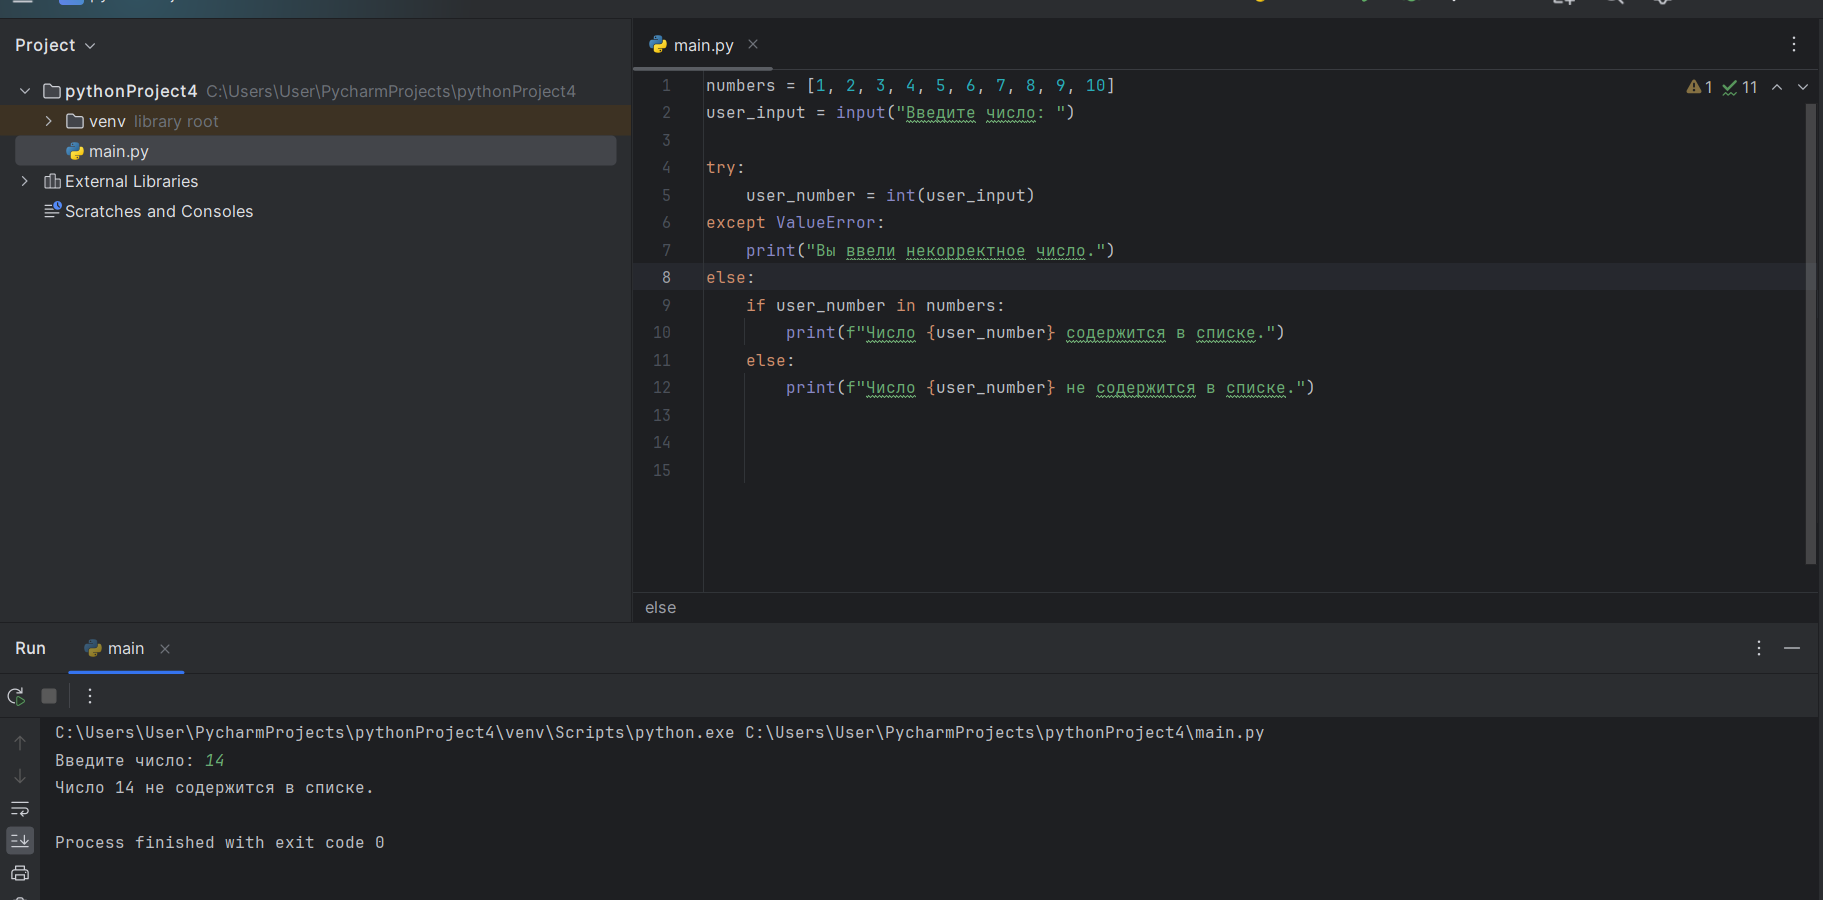 Project
pythonProject4 C:\Users\User\PycharmProjects\pythonProject4
venv library root
main.py
External Libraries
Scratches and Consoles
main.py
1 numbers = [1, 2, 3, 4, 5, 6, 7, 8, 9, 10]
2 user_input = input("Введите число: ")
3
4 try:
5     user_number = int(user_input)
6 except ValueError:
7     print("Вы ввели некорректное число.")
8 else:
9     if user_number in numbers:
10         print(f"Число {user_number} содержится в списке.")
11     else:
12         print(f"Число {user_number} не содержится в списке.")
13
14
15
1 11
else
Run main
C:\Users\User\PycharmProjects\pythonProject4\venv\Scripts\python.exe C:\Users\User\PycharmProjects\pythonProject4\main.py
Введите число: 14
Число 14 не содержится в списке.
Process finished with exit code 0